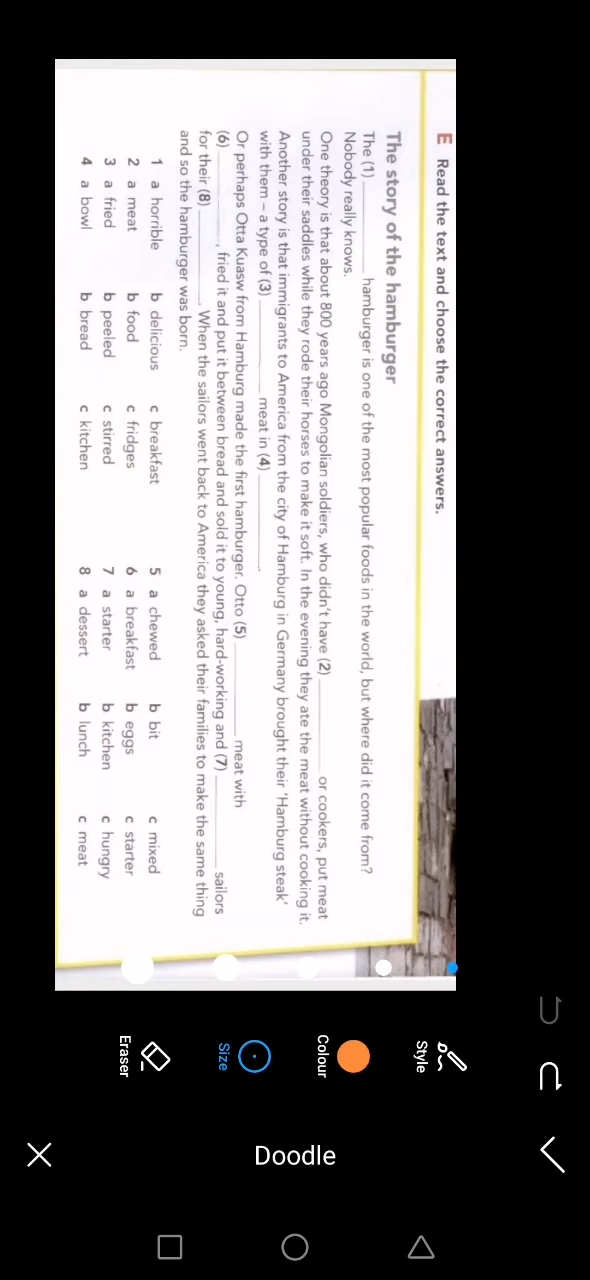 E Read the text and choose the correct answers.
The story of the hamburger
The (1) ________ hamburger is one of the most popular foods in the world, but where did it come from?
Nobody really knows.
One theory is that about 800 years ago Mongolian soldiers, who didn't have (2) ________ or cookers, put meat
under their saddles while they rode their horses to make it soft. In the evening they ate the meat without cooking it.
Another story is that immigrants to America from the city of Hamburg in Germany brought their 'Hamburg steak'
with them – a type of (3) ________ meat in (4) ________.
Or perhaps Otta Kuasw from Hamburg made the first hamburger. Otto (5) ________ meat with
(6) ________, fried it and put it between bread and sold it to young, hard-working and (7) ________ sailors
for their (8) ________. When the sailors went back to America they asked their families to make the same thing
and so the hamburger was born.
1 a horrible b delicious c breakfast
2 a meat b food c fridges
3 a fried b peeled c stirred
4 a bowl b bread c kitchen
5 a chewed b bit c mixed
6 a breakfast b eggs c starter
7 a starter b kitchen c hungry
8 a dessert b lunch c meat
Style
Colour
Size
Eraser
Doodle